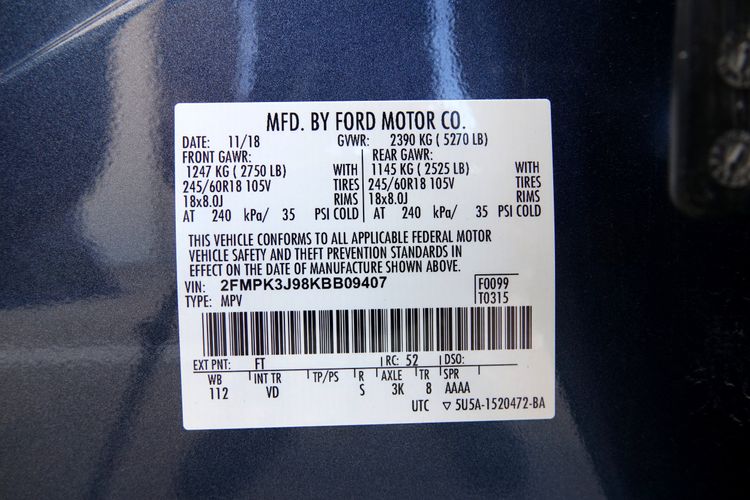 MFD. BY FORD MOTOR CO.
DATE: 11/18 GVWR: 2390 KG ( 5270 LB)
FRONT GAWR: REAR GAWR:
1247 KG ( 2750 LB) WITH 1145 KG ( 2525 LB) WITH
245/60R18 105V TIRES 245/60R18 105V TIRES
18x8.0J RIMS 18x8.0J RIMS
AT 240 kPa/ 35 PSI COLD AT 240 kPa/ 35 PSI COLD
THIS VEHICLE CONFORMS TO ALL APPLICABLE FEDERAL MOTOR
VEHICLE SAFETY AND THEFT PREVENTION STANDARDS IN
EFFECT ON THE DATE OF MANUFACTURE SHOWN ABOVE.
VIN: 2FMPK3J98KBB09407 F0099
TYPE: MPV T0315
EXT PNT: FT RC: 52 DSO:
WB INT TR TP/PS R AXLE TR SPR
112 VD S 3K 8 AAAA
UTC ▽ 5U5A-1520472-BA